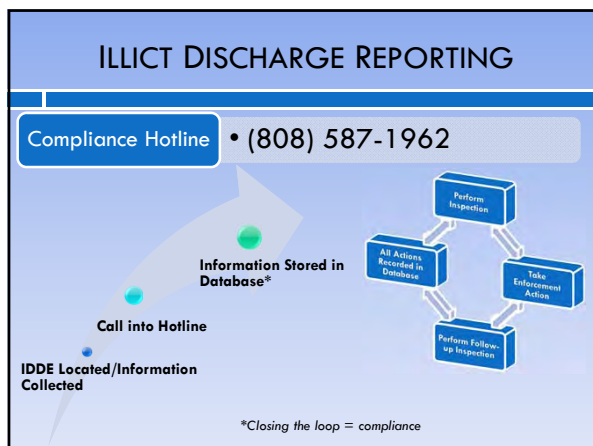 ILLICT DISCHARGE REPORTING
Compliance Hotline
• (808) 587-1962
Perform
Inspection
All Actions
Recorded in
Database
Take
Enforcement
Action
Perform Follow-
up Inspection
Information Stored in
Database*
Call into Hotline
IDDE Located/Information
Collected
*Closing the loop = compliance